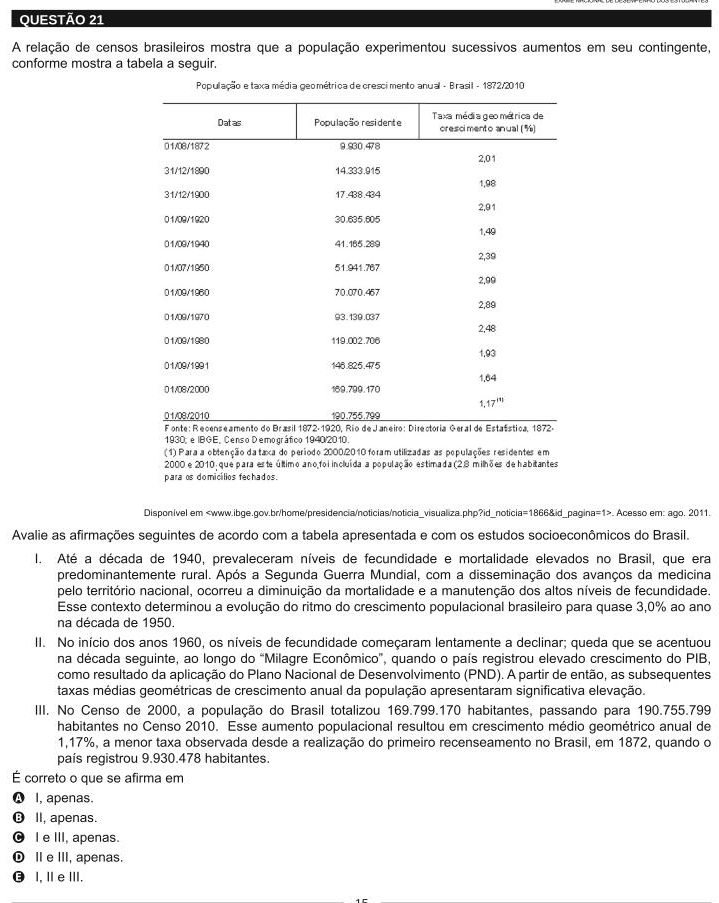 EXAME NACIONAL DE DESEMPENHO DOS ESTUDANTES
QUESTÃO 21
A relação de censos brasileiros mostra que a população experimentou sucessivos aumentos em seu contingente,
conforme mostra a tabela a seguir.
População e taxa média geométrica de crescimento anual - Brasil - 1872/2010
Datas População residente Taxa média geométrica de
crescimento anual (%)
01/08/1872 9.930.478
2,01
31/12/1890 14.333.915
1,98
31/12/1900 17.438.434
2,91
01/09/1920 30.635.605
1,49
01/09/1940 41.165.289
2,39
01/07/1950 51.941.767
2,99
01/09/1960 70.070.457
2,89
01/09/1970 93.139.037
2,48
01/09/1980 119.002.706
1,93
01/09/1991 146.825.475
1,64
01/08/2000 169.799.170
1,17(1)
01/08/2010 190.755.799
Fonte: Recenseamento do Brasil 1872-1920, Rio de Janeiro: Directoria Geral de Estatística, 1872-
1930; e IBGE, Censo Demográfico 1940/2010.
(1) Para a obtenção da taxa do período 2000/2010 foram utilizadas as populações residentes em
2000 e 2010, que para este último ano,foi incluída a população estimada (2,8 milhões de habitantes
para os domicílios fechados.
Disponível em <www.ibge.gov.br/home/presidencia/noticias/noticia_visualiza.php?id_noticia=1866&id_pagina=1>. Acesso em: ago. 2011.
Avalie as afirmações seguintes de acordo com a tabela apresentada e com os estudos socioeconômicos do Brasil.
I. Até a década de 1940, prevaleceram níveis de fecundidade e mortalidade elevados no Brasil, que era
predominantemente rural. Após a Segunda Guerra Mundial, com a disseminação dos avanços da medicina
pelo território nacional, ocorreu a diminuição da mortalidade e a manutenção dos altos níveis de fecundidade.
Esse contexto determinou a evolução do ritmo do crescimento populacional brasileiro para quase 3,0% ao ano
na década de 1950.
II. No início dos anos 1960, os níveis de fecundidade começaram lentamente a declinar; queda que se acentuou
na década seguinte, ao longo do “Milagre Econômico”, quando o país registrou elevado crescimento do PIB,
como resultado da aplicação do Plano Nacional de Desenvolvimento (PND). A partir de então, as subsequentes
taxas médias geométricas de crescimento anual da população apresentaram significativa elevação.
III. No Censo de 2000, a população do Brasil totalizou 169.799.170 habitantes, passando para 190.755.799
habitantes no Censo 2010. Esse aumento populacional resultou em crescimento médio geométrico anual de
1,17%, a menor taxa observada desde a realização do primeiro recenseamento no Brasil, em 1872, quando o
país registrou 9.930.478 habitantes.
É correto o que se afirma em
A I, apenas.
B II, apenas.
C I e III, apenas.
D II e III, apenas.
E I, II e III.
15